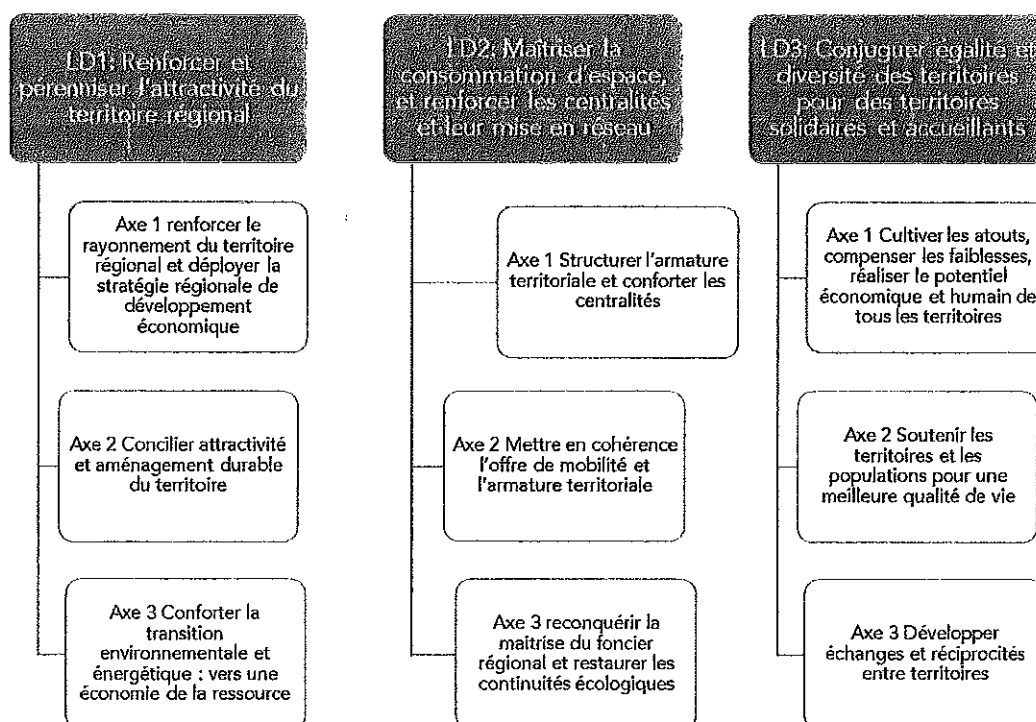 LD1: Renforcer et
pérenniser l'attractivité du
territoire régional
Axe 1 renforcer le
rayonnement du territoire
régional et déployer la
stratégie régionale de
développement
économique
Axe 2 Concilier attractivité
et aménagement durable
du territoire
Axe 3 Conforter la
transition
environnementale et
énergétique : vers une
économie de la ressource
LD2: Maîtriser la
consommation d'espace,
et renforcer les centralités
et leur mise en réseau
Axe 1 Structurer l'armature
territoriale et conforter les
centralités
Axe 2 Mettre en cohérence
l'offre de mobilité et
l'armature territoriale
Axe 3 reconquérir la
maitrise du foncier
régional et restaurer les
continuités écologiques
LD3: Conjuguer égalité et
diversité des territoires
pour des territoires
solidaires et accueillants
Axe 1 Cultiver les atouts,
compenser les faiblesses,
réaliser le potentiel
économique et humain de
tous les territoires
Axe 2 Soutenir les
territoires et les
populations pour une
meilleure qualité de vie
Axe 3 Développer
échanges et réciprocités
entre territoires